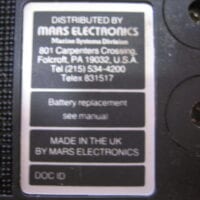 DISTRIBUTED BY
MARS ELECTRONICS
Marine Systems Division
801 Carpenters Crossing,
Folcroft, PA 19032, U.S.A.
Tel (215) 534-4200
Telex 831517
Battery replacement
see manual
MADE IN THE UK
BY MARS ELECTRONICS
DOC ID